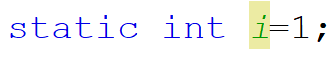 static int i=1;